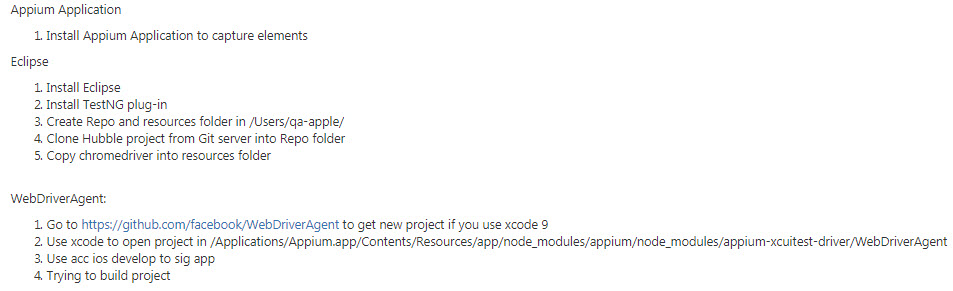 Appium Application
1. Install Appium Application to capture elements
Eclipse
1. Install Eclipse
2. Install TestNG plug-in
3. Create Repo and resources folder in /Users/qa-apple/
4. Clone Hubble project from Git server into Repo folder
5. Copy chromedriver into resources folder
WebDriverAgent:
1. Go to https://github.com/facebook/WebDriverAgent to get new project if you use xcode 9
2. Use xcode to open project in /Applications/Appium.app/Contents/Resources/app/node_modules/appium/node_modules/appium-xcuitest-driver/WebDriverAgent
3. Use acc ios develop to sig app
4. Trying to build project